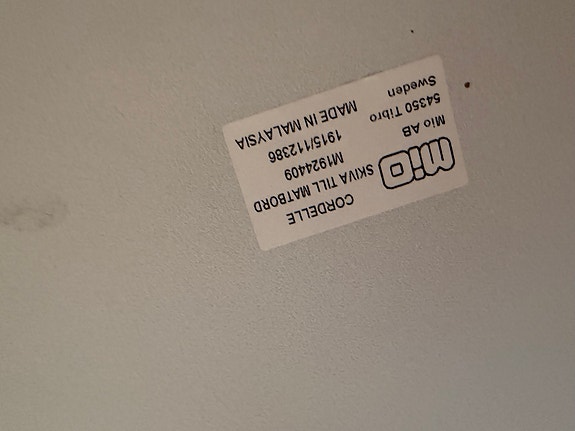 CORDELLE
SKIVA TILL MATBORD
M1924409
1915/112386
MADE IN MALAYSIA
mio
Mio AB
54350 Tibro
Sweden